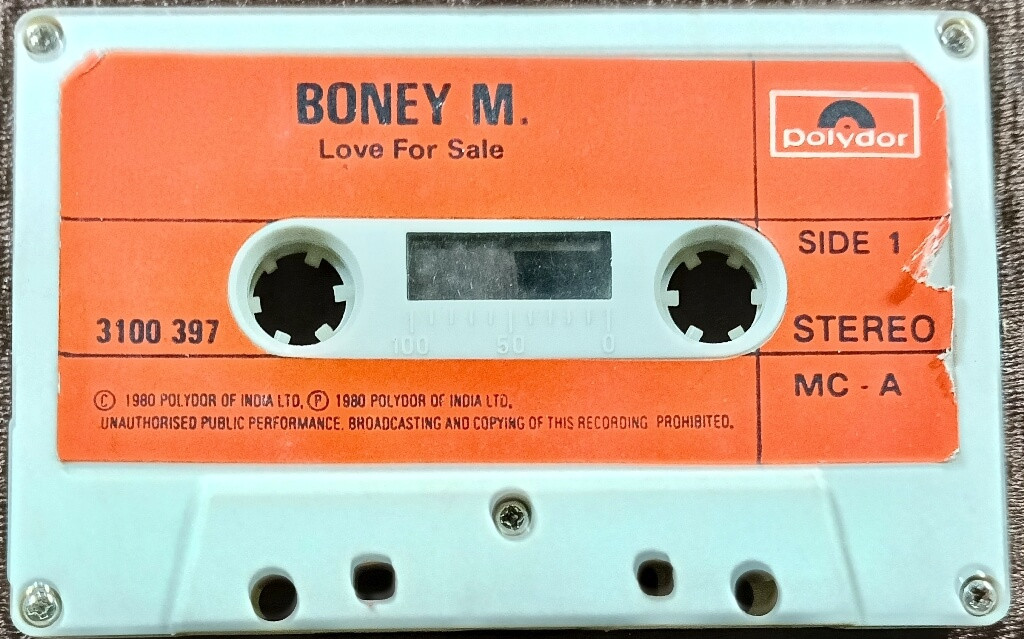 BONEY M.
Love For Sale
polydor
SIDE 1
3100 397
STEREO
100 50 0
MC - A
Ⓒ 1980 POLYDOR OF INDIA LTD, Ⓟ 1980 POLYDOR OF INDIA LTD,
UNAUTHORISED PUBLIC PERFORMANCE. BROADCASTING AND COPYING OF THIS RECORDING PROHIBITED.